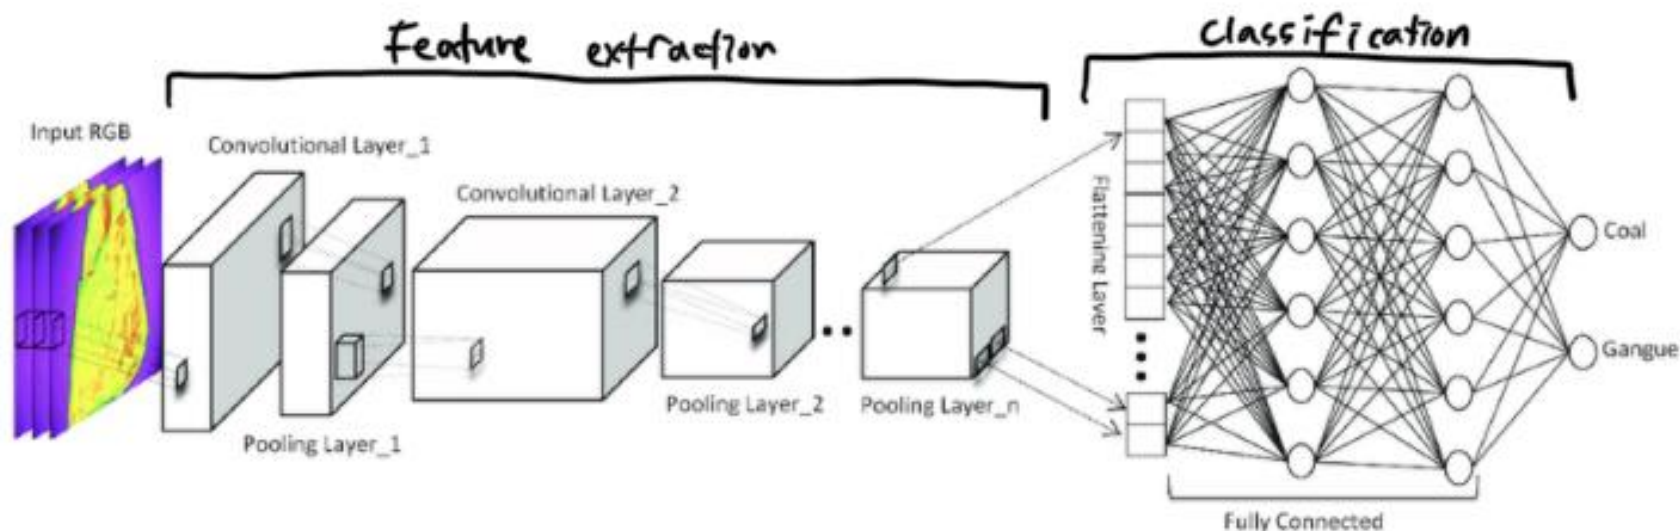 Feature extraction
Classification
Input RGB
Convolutional Layer_1
Convolutional Layer_2
Flattening Layer
Coal
Gangue
Pooling Layer_2
Pooling Layer_n
Pooling Layer_1
Fully Connected